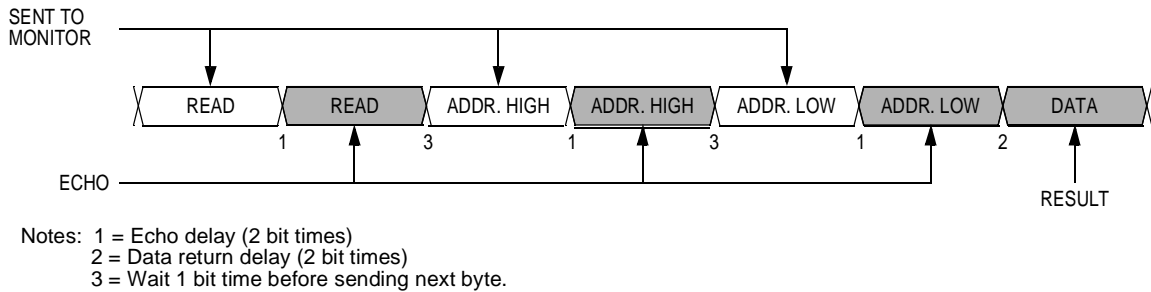 SENT TO
MONITOR
READ READ ADDR. HIGH ADDR. HIGH ADDR. LOW ADDR. LOW DATA
1 3 1 3 1 2
ECHO
RESULT
Notes: 1 = Echo delay (2 bit times)
2 = Data return delay (2 bit times)
3 = Wait 1 bit time before sending next byte.